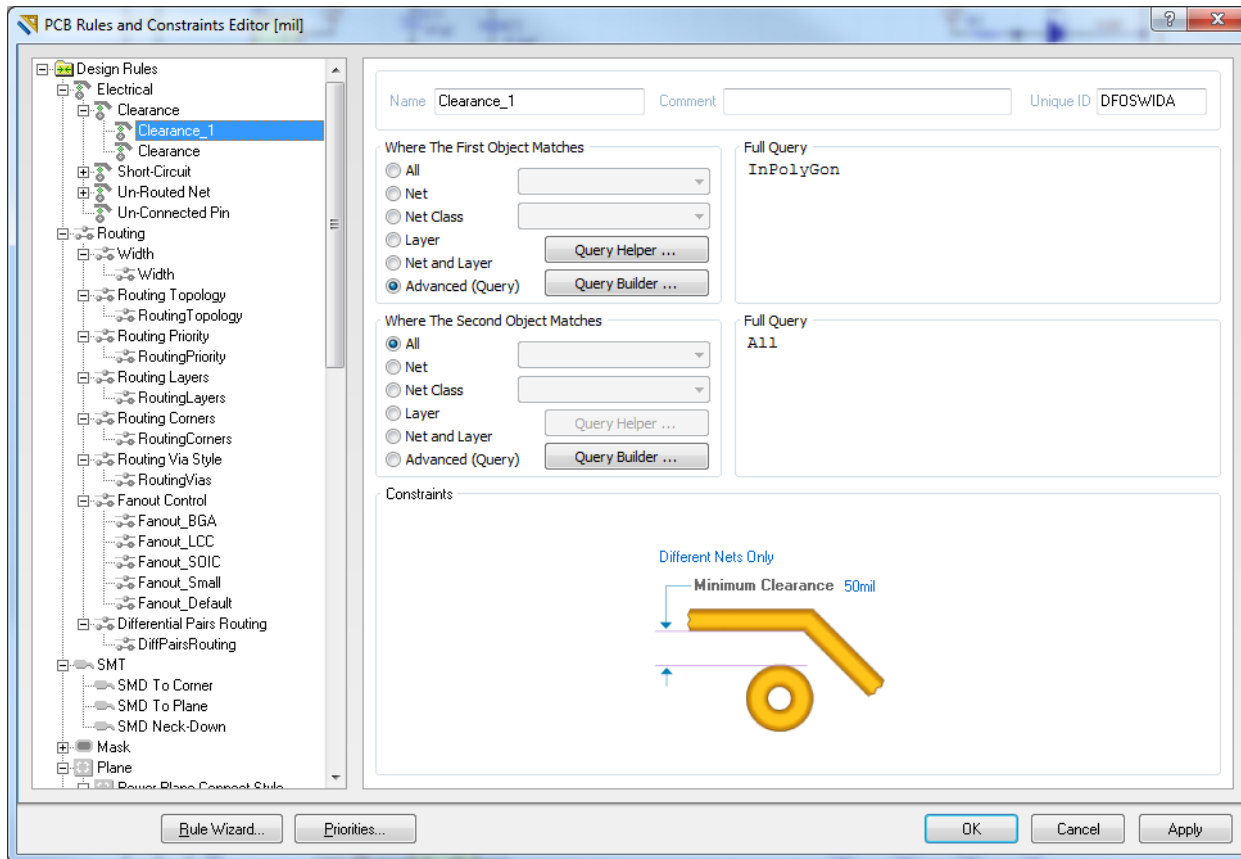 PCB Rules and Constraints Editor [mil]
?
X
Design Rules
Electrical
Clearance
Clearance_1
Clearance
Short-Circuit
Un-Routed Net
Un-Connected Pin
Routing
Width
Width
Routing Topology
RoutingTopology
Routing Priority
RoutingPriority
Routing Layers
RoutingLayers
Routing Corners
RoutingCorners
Routing Via Style
RoutingVias
Fanout Control
Fanout_BGA
Fanout_LCC
Fanout_SOIC
Fanout_Small
Fanout_Default
Differential Pairs Routing
DiffPairsRouting
SMT
SMD To Corner
SMD To Plane
SMD Neck-Down
Mask
Plane
Power Plane Connect Style
Name Clearance_1 Comment Unique ID DFOSWIDA
Where The First Object Matches
All
Net
Net Class
Layer
Net and Layer
Advanced (Query)
Query Helper ...
Query Builder ...
Full Query
InPolyGon
Where The Second Object Matches
All
Net
Net Class
Layer
Net and Layer
Advanced (Query)
Query Helper ...
Query Builder ...
Full Query
All
Constraints
Different Nets Only
Minimum Clearance 50mil
Rule Wizard... Priorities... OK Cancel Apply